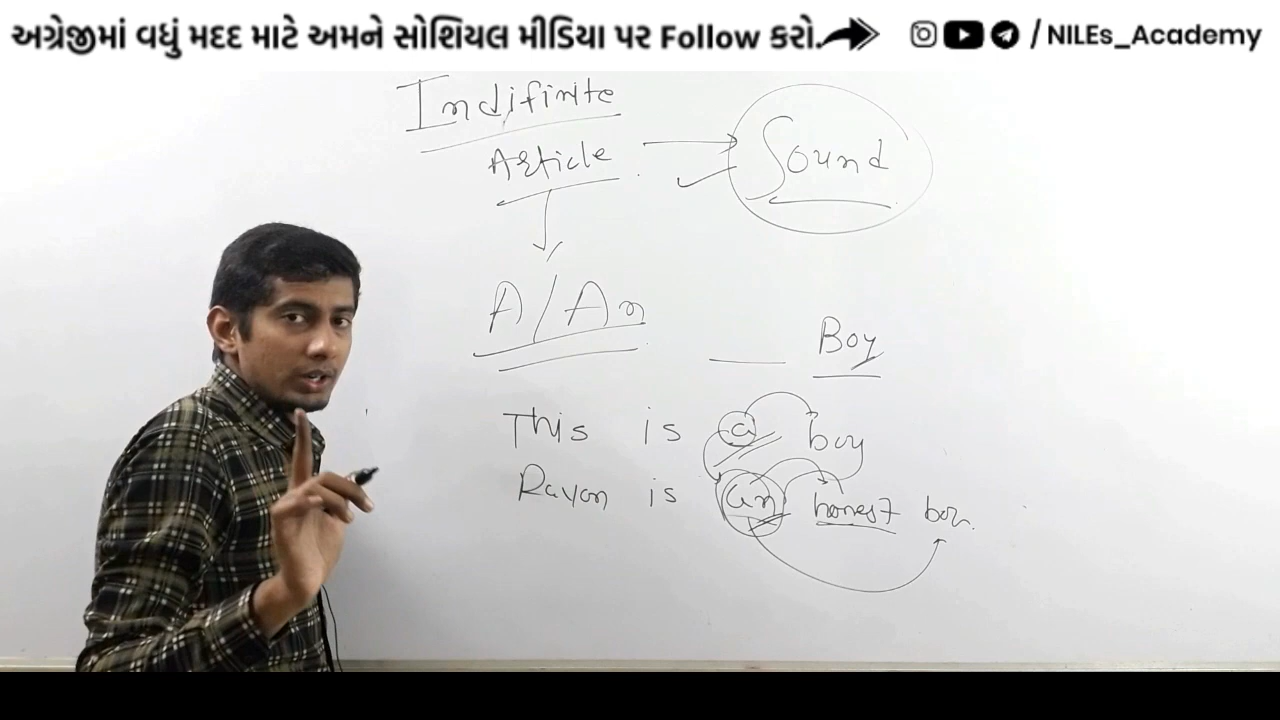 અગ્રેજીમાં વધું મદદ માટે અમને સોશિયલ મીડિયા પર Follow કરો. / NILEs_Academy
Indifinite
Article
Sound
A/An
Boy
This is a boy
Rayan is an honest boy.